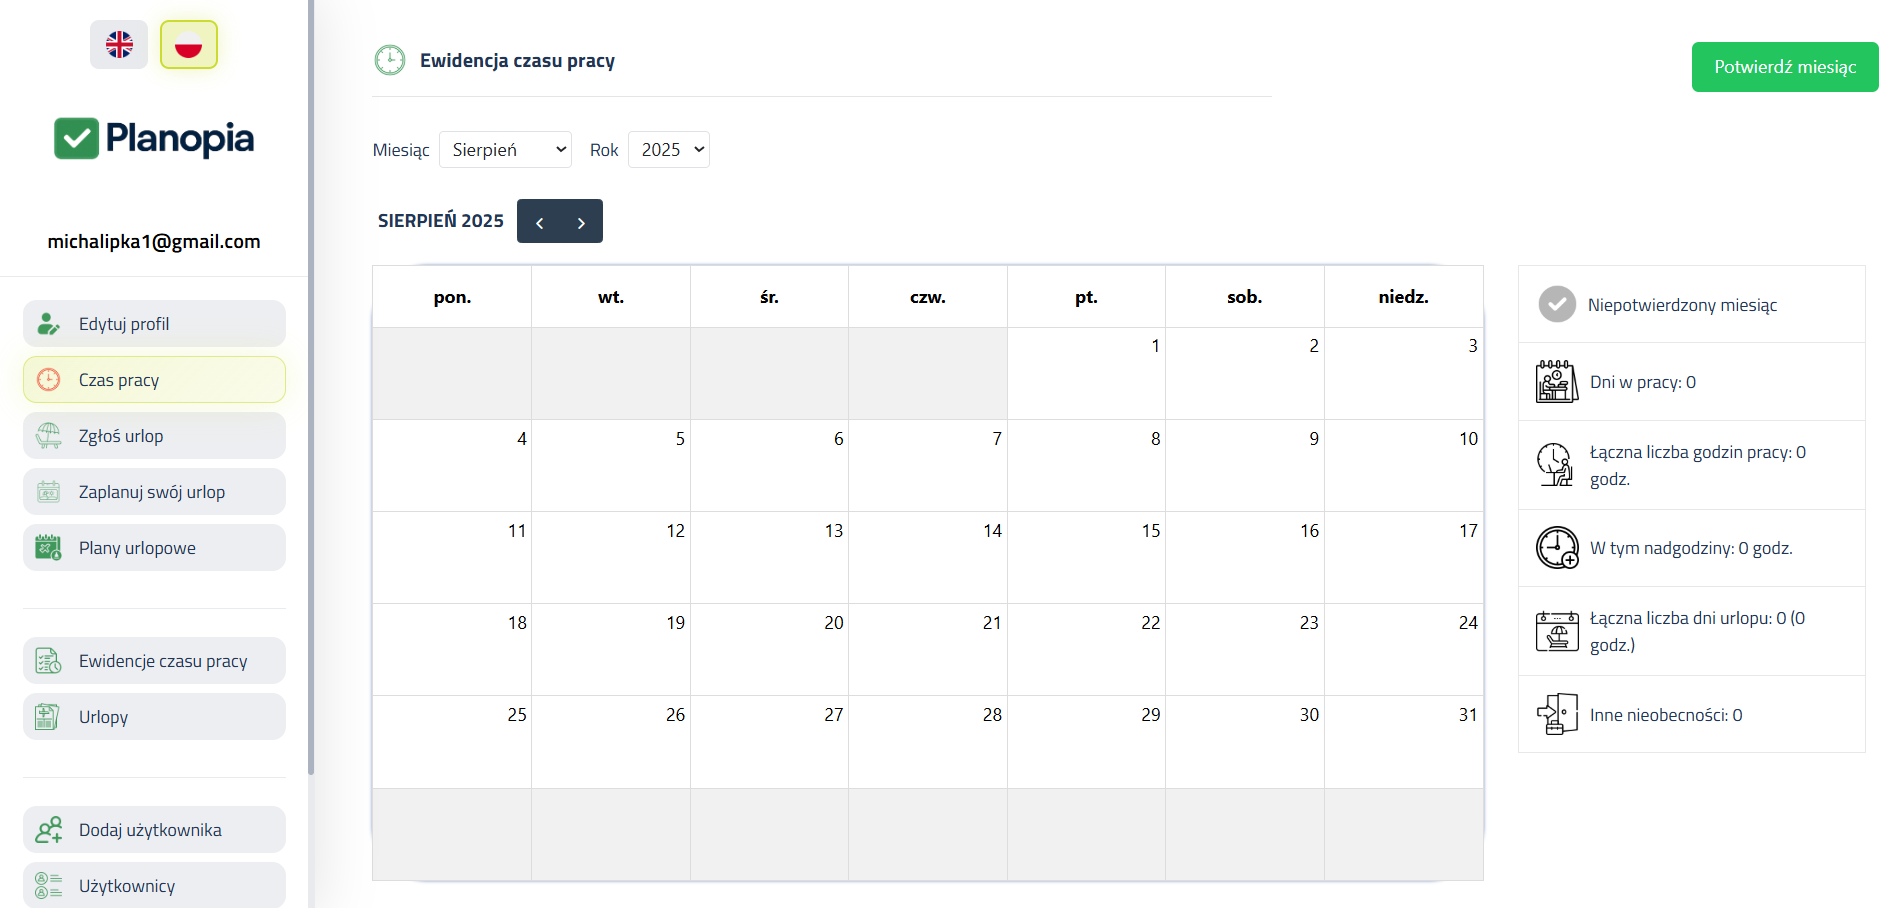 Planopia
michalipka1@gmail.com
Edytuj profil
Czas pracy
Zgłoś urlop
Zaplanuj swój urlop
Plany urlopowe
Ewidencje czasu pracy
Urlopy
Dodaj użytkownika
Użytkownicy
Ewidencja czasu pracy
Potwierdź miesiąc
Miesiąc Sierpień Rok 2025
SIERPIEŃ 2025
pon. wt. śr. czw. pt. sob. niedz.
1 2 3
4 5 6 7 8 9 10
11 12 13 14 15 16 17
18 19 20 21 22 23 24
25 26 27 28 29 30 31
Niepotwierdzony miesiąc
Dni w pracy: 0
Łączna liczba godzin pracy: 0
godz.
W tym nadgodziny: 0 godz.
Łączna liczba dni urlopu: 0 (0
godz.)
Inne nieobecności: 0